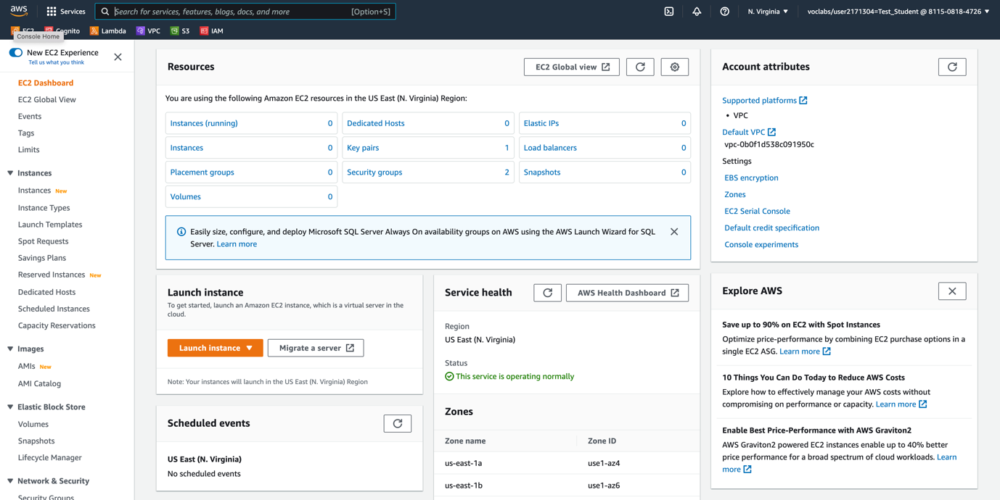 aws
Services
Search for services, features, blogs, docs, and more
[Option+S]
N. Virginia
voclabs/user2171304=Test_Student @ 8115-0818-4726
EC2
Cognito
Lambda
VPC
S3
IAM
Console Home
New EC2 Experience
Tell us what you think
EC2 Dashboard
EC2 Global View
Events
Tags
Limits
Instances
Instances New
Instance Types
Launch Templates
Spot Requests
Savings Plans
Reserved Instances New
Dedicated Hosts
Scheduled Instances
Capacity Reservations
Images
AMIs New
AMI Catalog
Elastic Block Store
Volumes
Snapshots
Lifecycle Manager
Network & Security
Security Groups
Resources
EC2 Global view
You are using the following Amazon EC2 resources in the US East (N. Virginia) Region:
Instances (running) 0
Dedicated Hosts 0
Elastic IPs 0
Instances 0
Key pairs 1
Load balancers 0
Placement groups 0
Security groups 2
Snapshots 0
Volumes 0
Easily size, configure, and deploy Microsoft SQL Server Always On availability groups on AWS using the AWS Launch Wizard for SQL
Server. Learn more
Launch instance
To get started, launch an Amazon EC2 instance, which is a virtual server in the
cloud.
Launch instance
Migrate a server
Note: Your instances will launch in the US East (N. Virginia) Region
Scheduled events
US East (N. Virginia)
No scheduled events
Service health
AWS Health Dashboard
Region
US East (N. Virginia)
Status
This service is operating normally
Zones
Zone name Zone ID
us-east-1a use1-az4
us-east-1b use1-az6
Account attributes
Supported platforms
• VPC
Default VPC
vpc-0b0f1d538c091950c
Settings
EBS encryption
Zones
EC2 Serial Console
Default credit specification
Console experiments
Explore AWS
Save up to 90% on EC2 with Spot Instances
Optimize price-performance by combining EC2 purchase options in a
single EC2 ASG. Learn more
10 Things You Can Do Today to Reduce AWS Costs
Explore how to effectively manage your AWS costs without
compromising on performance or capacity. Learn more
Enable Best Price-Performance with AWS Graviton2
AWS Graviton2 powered EC2 instances enable up to 40% better
price performance for a broad spectrum of cloud workloads. Learn
more